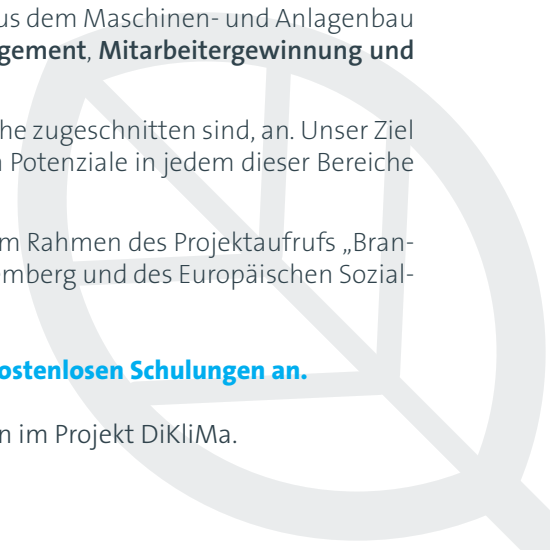 us dem Maschinen- und Anlagenbau
gement, Mitarbeitergewinnung und
he zugeschnitten sind, an. Unser Ziel
Potenziale in jedem dieser Bereiche
m Rahmen des Projektaufrufs „Bran-
emberg und des Europäischen Sozial-
ostenlosen Schulungen an.
n im Projekt DiKliMa.